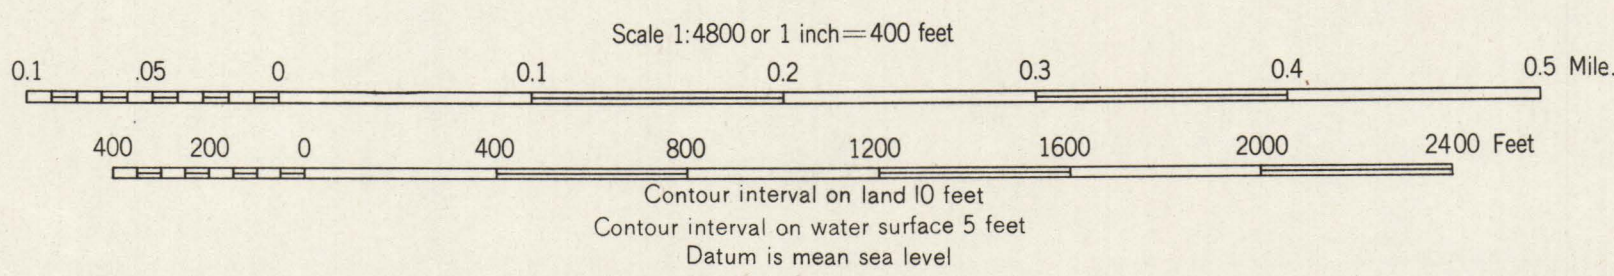 Scale 1:4800 or 1 inch=400 feet
0.1 .05 0 0.1 0.2 0.3 0.4 0.5 Mile.
400 200 0 400 800 1200 1600 2000 2400 Feet
Contour interval on land 10 feet
Contour interval on water surface 5 feet
Datum is mean sea level